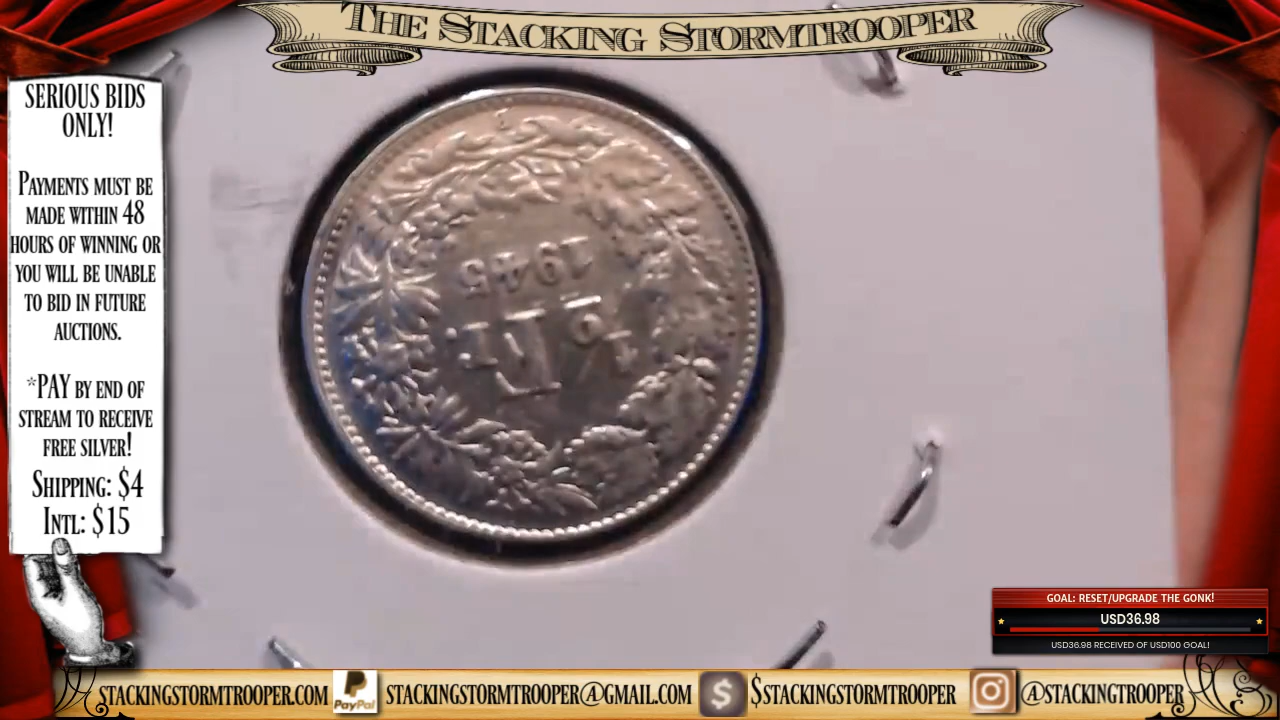 The Stacking Stormtrooper
SERIOUS BIDS
ONLY!
Payments must be
made within 48
hours of winning or
you will be unable
to bid in future
auctions.
*PAY by end of
stream to receive
free silver!
Shipping: $4
Intl: $15
1/2 Fr.
1945
GOAL: RESET/UPGRADE THE GONK!
USD36.98
USD36.98 RECEIVED OF USD100 GOAL!
STACKINGSTORMTROOPER.COM
PayPal
STACKINGSTORMTROOPER@GMAIL.COM
$
$STACKINGSTORMTROOPER
@STACKINGTROOPER